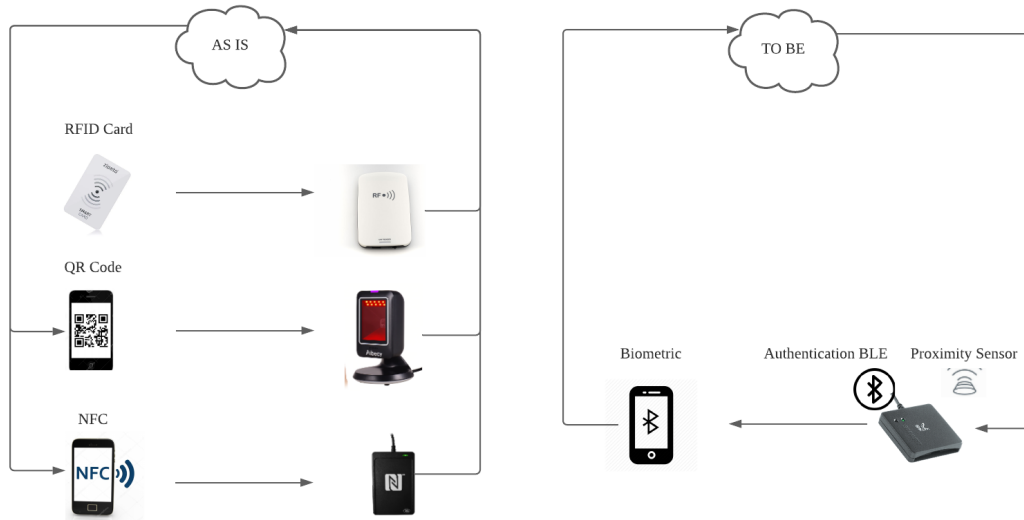 AS IS
TO BE
RFID Card
RF
QR Code
Biometric
Authentication BLE
Proximity Sensor
NFC
NFC